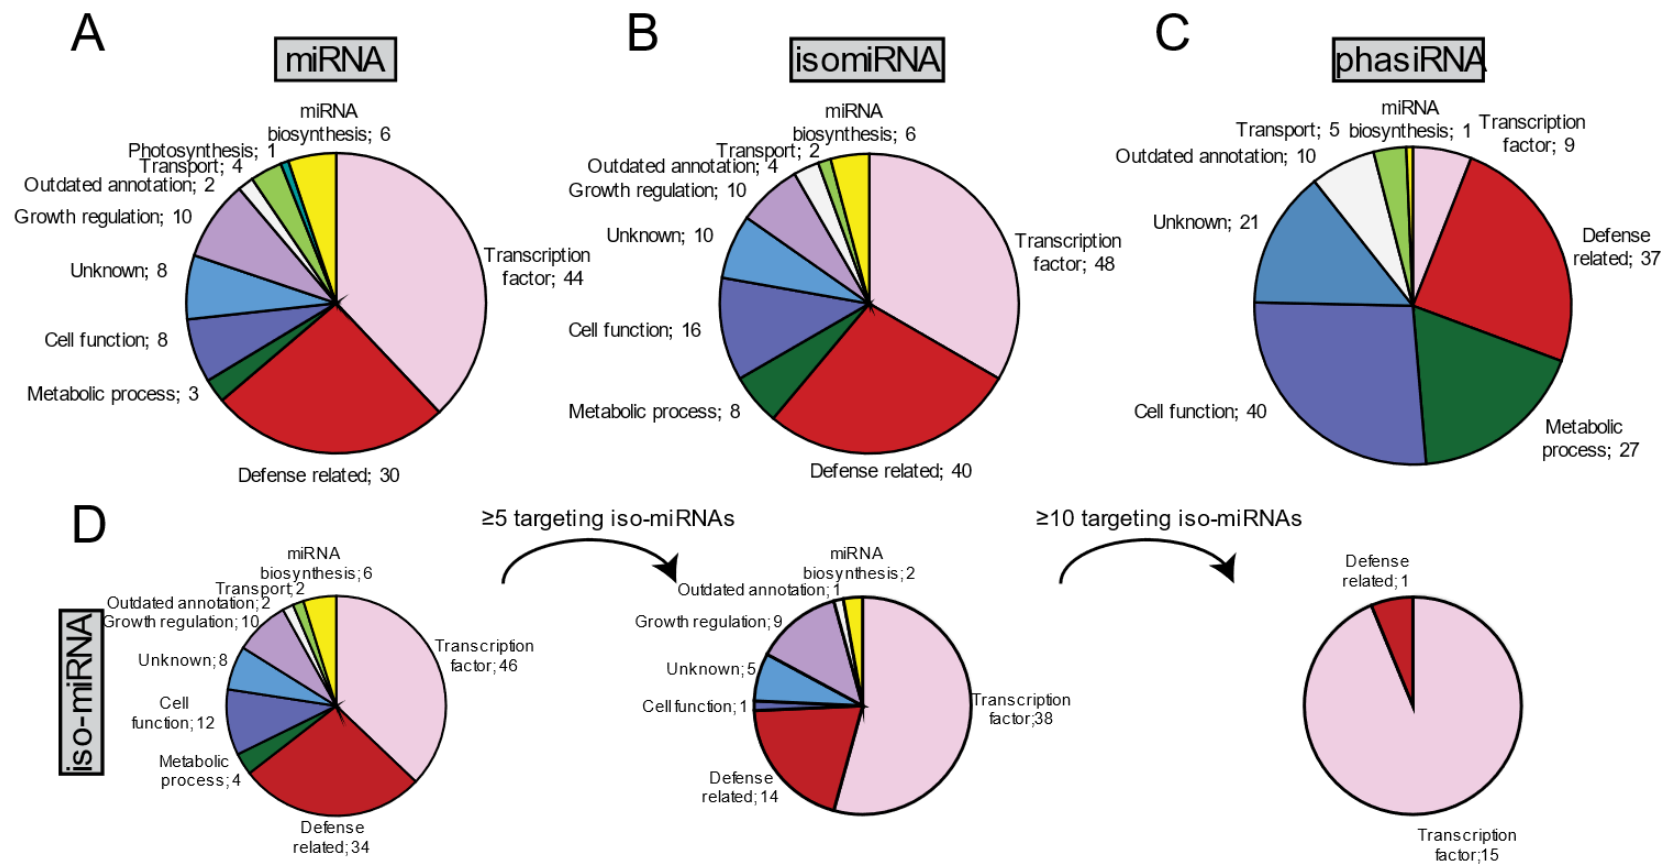 A
miRNA
miRNA
biosynthesis; 6
Photosynthesis; 1
Transport; 4
Outdated annotation; 2
Growth regulation; 10
Unknown; 8
Cell function; 8
Metabolic process; 3
Transcription
factor; 44
Defense related; 30
B
isomiRNA
miRNA
biosynthesis; 6
Transport; 2
Outdated annotation; 4
Growth regulation; 10
Unknown; 10
Cell function; 16
Metabolic process; 8
Transcription
factor; 48
Defense related; 40
C
phasiRNA
miRNA
biosynthesis; 1
Transport; 5
Outdated annotation; 10
Unknown; 21
Cell function; 40
Transcription
factor; 9
Defense
related; 37
Metabolic
process; 27
D
iso-miRNA
miRNA
biosynthesis; 6
Transport; 2
Outdated annotation; 2
Growth regulation; 10
Unknown; 8
Cell
function; 12
Metabolic
process; 4
Transcription
factor; 46
Defense
related; 34
≥5 targeting iso-miRNAs
miRNA
biosynthesis; 2
Outdated annotation; 1
Growth regulation; 9
Unknown; 5
Cell function; 1
Defense
related; 14
Transcription
factor;38
≥10 targeting iso-miRNAs
Defense
related; 1
Transcription
factor;15